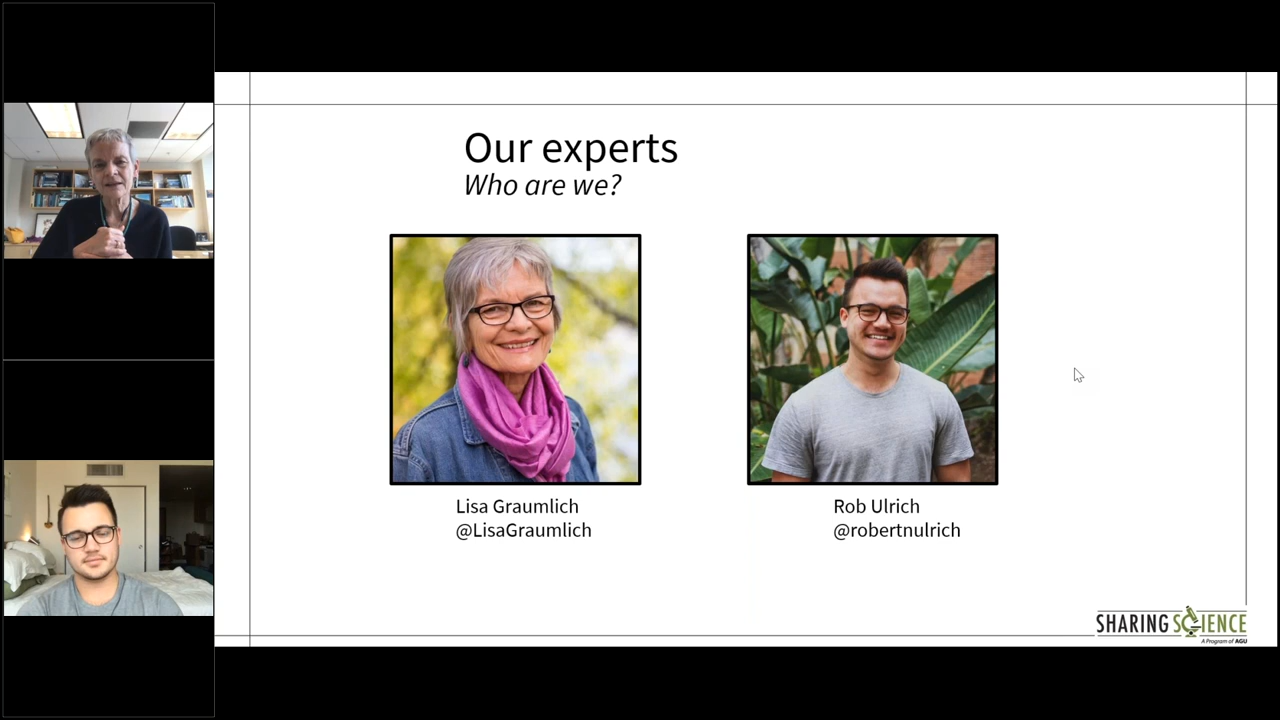 Our experts
Who are we?
Lisa Graumlich
@LisaGraumlich
Rob Ulrich
@robertnulrich
SHARING SCIENCE
A Program of AGU